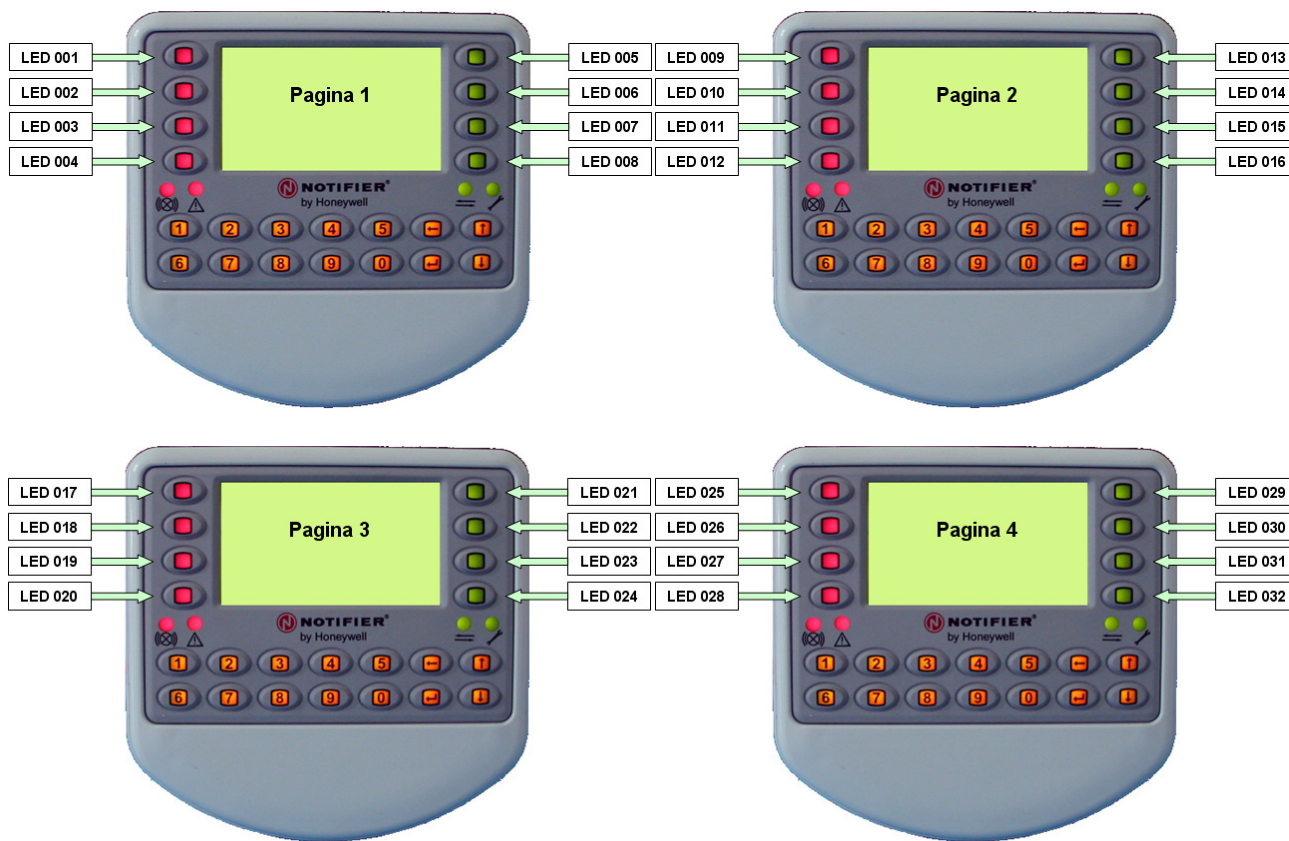 LED 001
LED 002
LED 003
LED 004
Pagina 1
LED 005
LED 006
LED 007
LED 008
NOTIFIER®
by Honeywell
1 2 3 4 5 ← ↑
6 7 8 9 0 ↵ ↓
LED 009
LED 010
LED 011
LED 012
Pagina 2
LED 013
LED 014
LED 015
LED 016
NOTIFIER®
by Honeywell
1 2 3 4 5 ← ↑
6 7 8 9 0 ↵ ↓
LED 017
LED 018
LED 019
LED 020
Pagina 3
LED 021
LED 022
LED 023
LED 024
NOTIFIER®
by Honeywell
1 2 3 4 5 ← ↑
6 7 8 9 0 ↵ ↓
LED 025
LED 026
LED 027
LED 028
Pagina 4
LED 029
LED 030
LED 031
LED 032
NOTIFIER®
by Honeywell
1 2 3 4 5 ← ↑
6 7 8 9 0 ↵ ↓